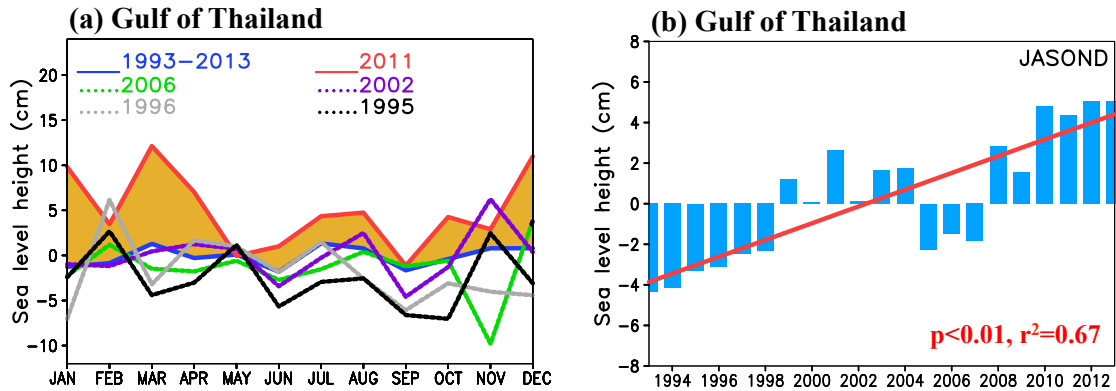 (a) Gulf of Thailand
Sea level height (cm)
20
15
10
5
0
-5
-10
1993-2013
2011
2006
2002
1996
1995
JAN FEB MAR APR MAY JUN JUL AUG SEP OCT NOV DEC
(b) Gulf of Thailand
Sea level height (cm)
8
6
4
2
0
-2
-4
-6
-8
JASOND
p<0.01, r²=0.67
1994 1996 1998 2000 2002 2004 2006 2008 2010 2012